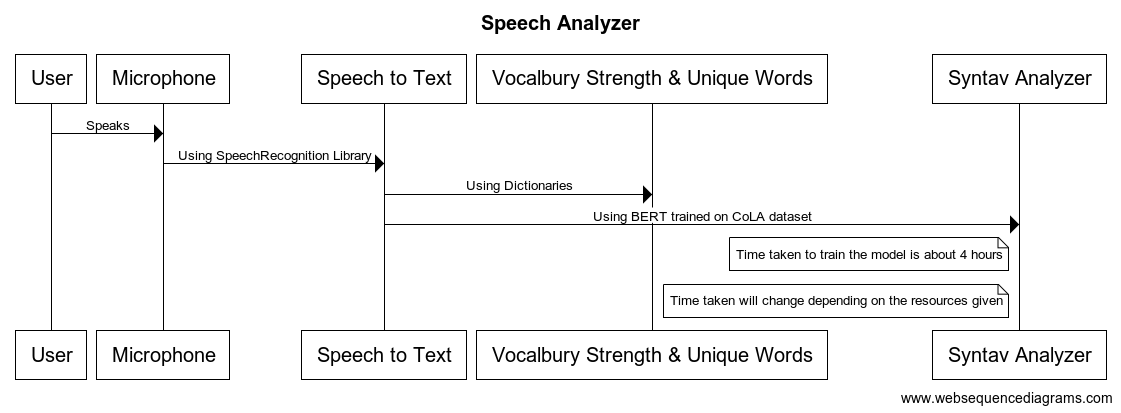 Speech Analyzer
User
Microphone
Speech to Text
Vocalbury Strength & Unique Words
Syntav Analyzer
Speaks
Using SpeechRecognition Library
Using Dictionaries
Using BERT trained on CoLA dataset
Time taken to train the model is about 4 hours
Time taken will change depending on the resources given
User
Microphone
Speech to Text
Vocalbury Strength & Unique Words
Syntav Analyzer
www.websequencediagrams.com